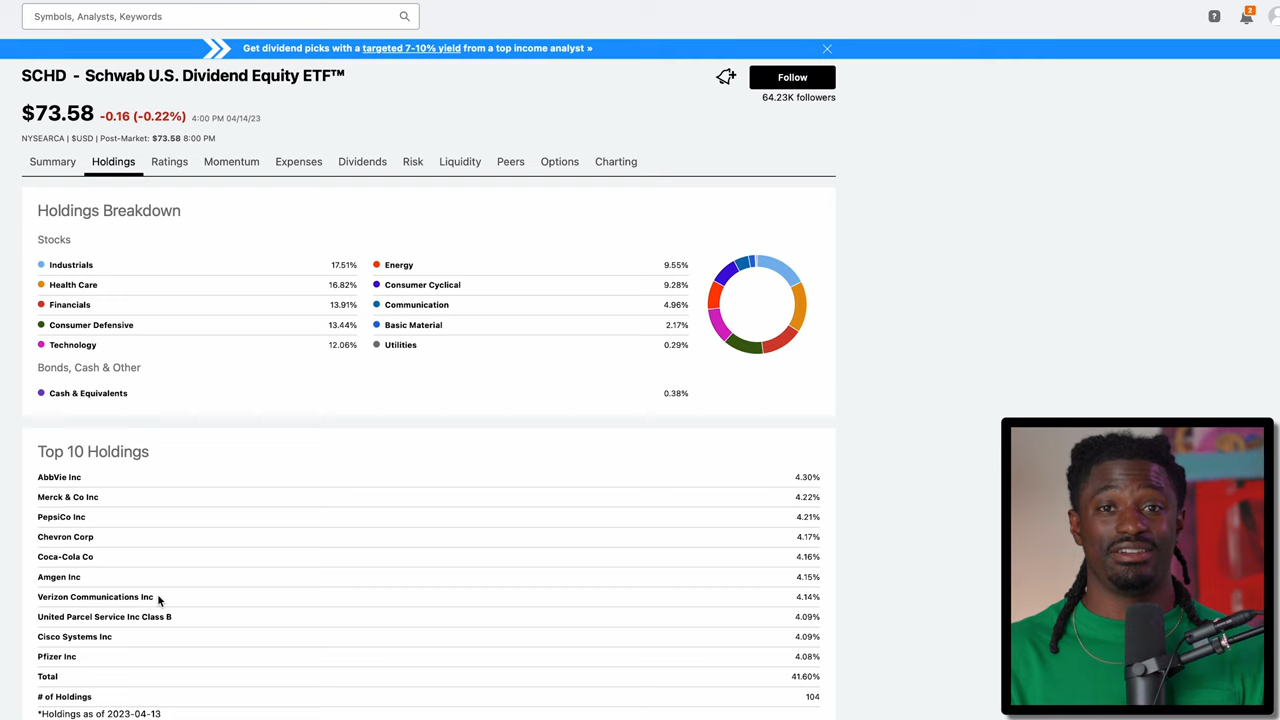 Symbols, Analysts, Keywords
?
2
Get dividend picks with a targeted 7-10% yield from a top income analyst »
SCHD - Schwab U.S. Dividend Equity ETF™
Follow
64.23K followers
$73.58 -0.16 (-0.22%) 4:00 PM 04/14/23
NYSEARCA | $USD | Post-Market: $73.58 8:00 PM
Summary Holdings Ratings Momentum Expenses Dividends Risk Liquidity Peers Options Charting
Holdings Breakdown
Stocks
Industrials 17.51% Energy 9.55%
Health Care 16.82% Consumer Cyclical 9.28%
Financials 13.91% Communication 4.96%
Consumer Defensive 13.44% Basic Material 2.17%
Technology 12.06% Utilities 0.29%
Bonds, Cash & Other
Cash & Equivalents 0.38%
Top 10 Holdings
AbbVie Inc 4.30%
Merck & Co Inc 4.22%
PepsiCo Inc 4.21%
Chevron Corp 4.17%
Coca-Cola Co 4.16%
Amgen Inc 4.15%
Verizon Communications Inc 4.14%
United Parcel Service Inc Class B 4.09%
Cisco Systems Inc 4.09%
Pfizer Inc 4.08%
Total 41.60%
# of Holdings 104
*Holdings as of 2023-04-13